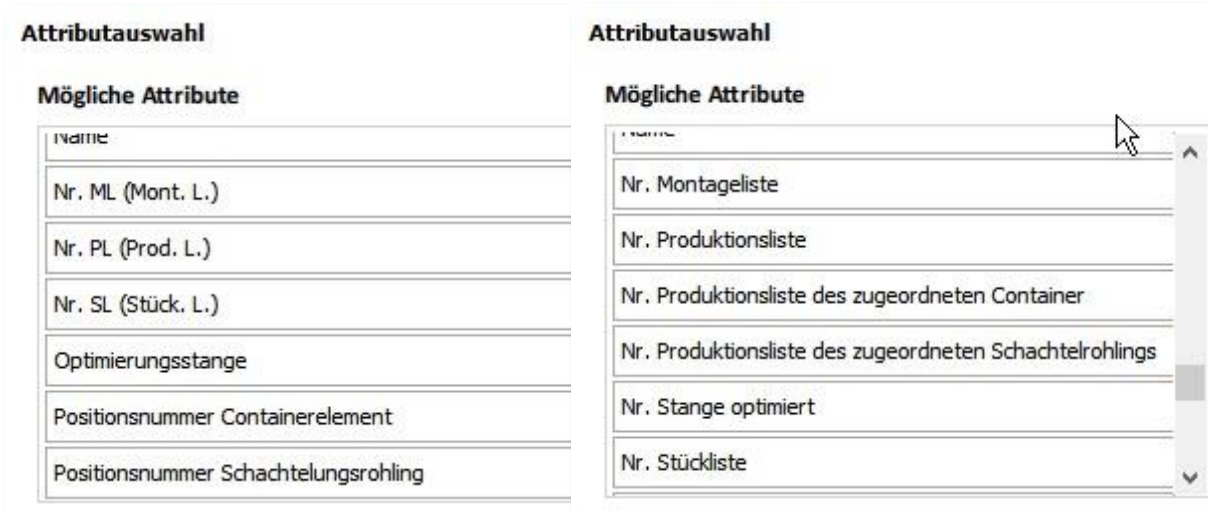 Attributauswahl
Mögliche Attribute
Name
Nr. ML (Mont. L.)
Nr. PL (Prod. L.)
Nr. SL (Stück. L.)
Optimierungsstange
Positionsnummer Containerelement
Positionsnummer Schachtelungsrohling
Attributauswahl
Mögliche Attribute
Name
Nr. Montageliste
Nr. Produktionsliste
Nr. Produktionsliste des zugeordneten Container
Nr. Produktionsliste des zugeordneten Schachtelrohlings
Nr. Stange optimiert
Nr. Stückliste